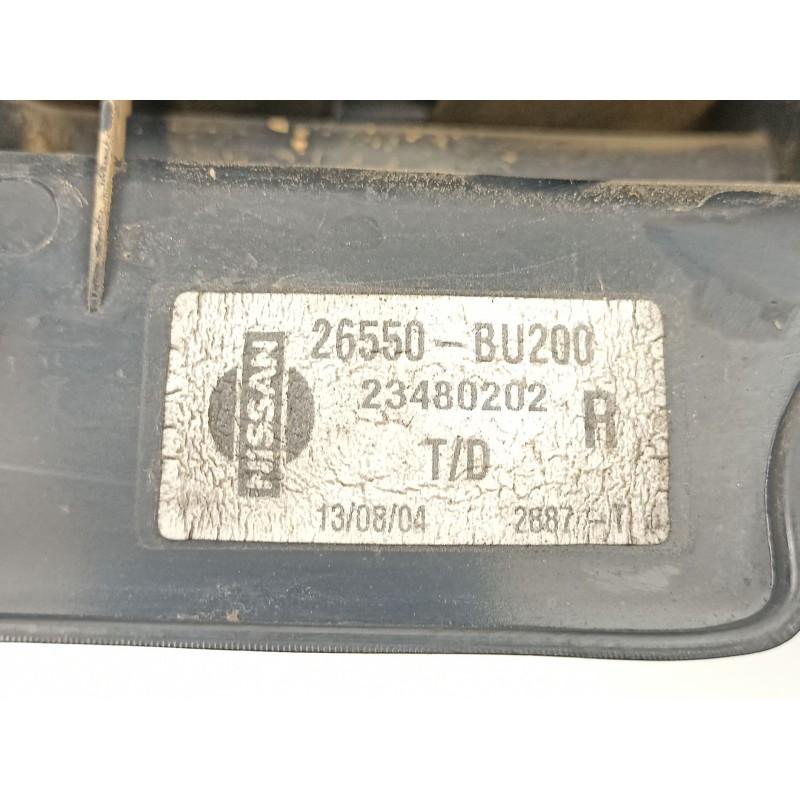 NISSAN
26550-BU200
23480202
R
T/D
13/08/04 2887-T